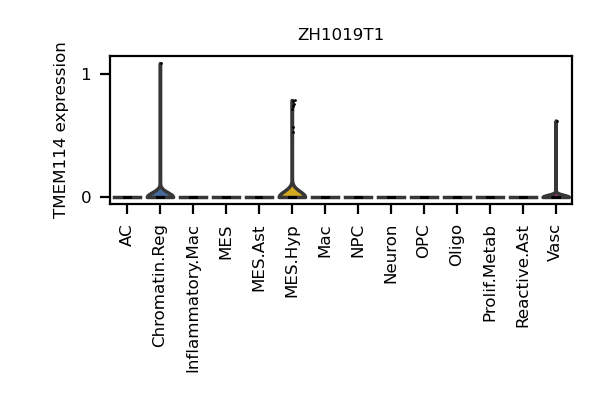 ZH1019T1
TMEM114 expression
1
0
AC
Chromatin.Reg
Inflammatory.Mac
MES
MES.Ast
MES.Hyp
Mac
NPC
Neuron
OPC
Oligo
Prolif.Metab
Reactive.Ast
Vasc